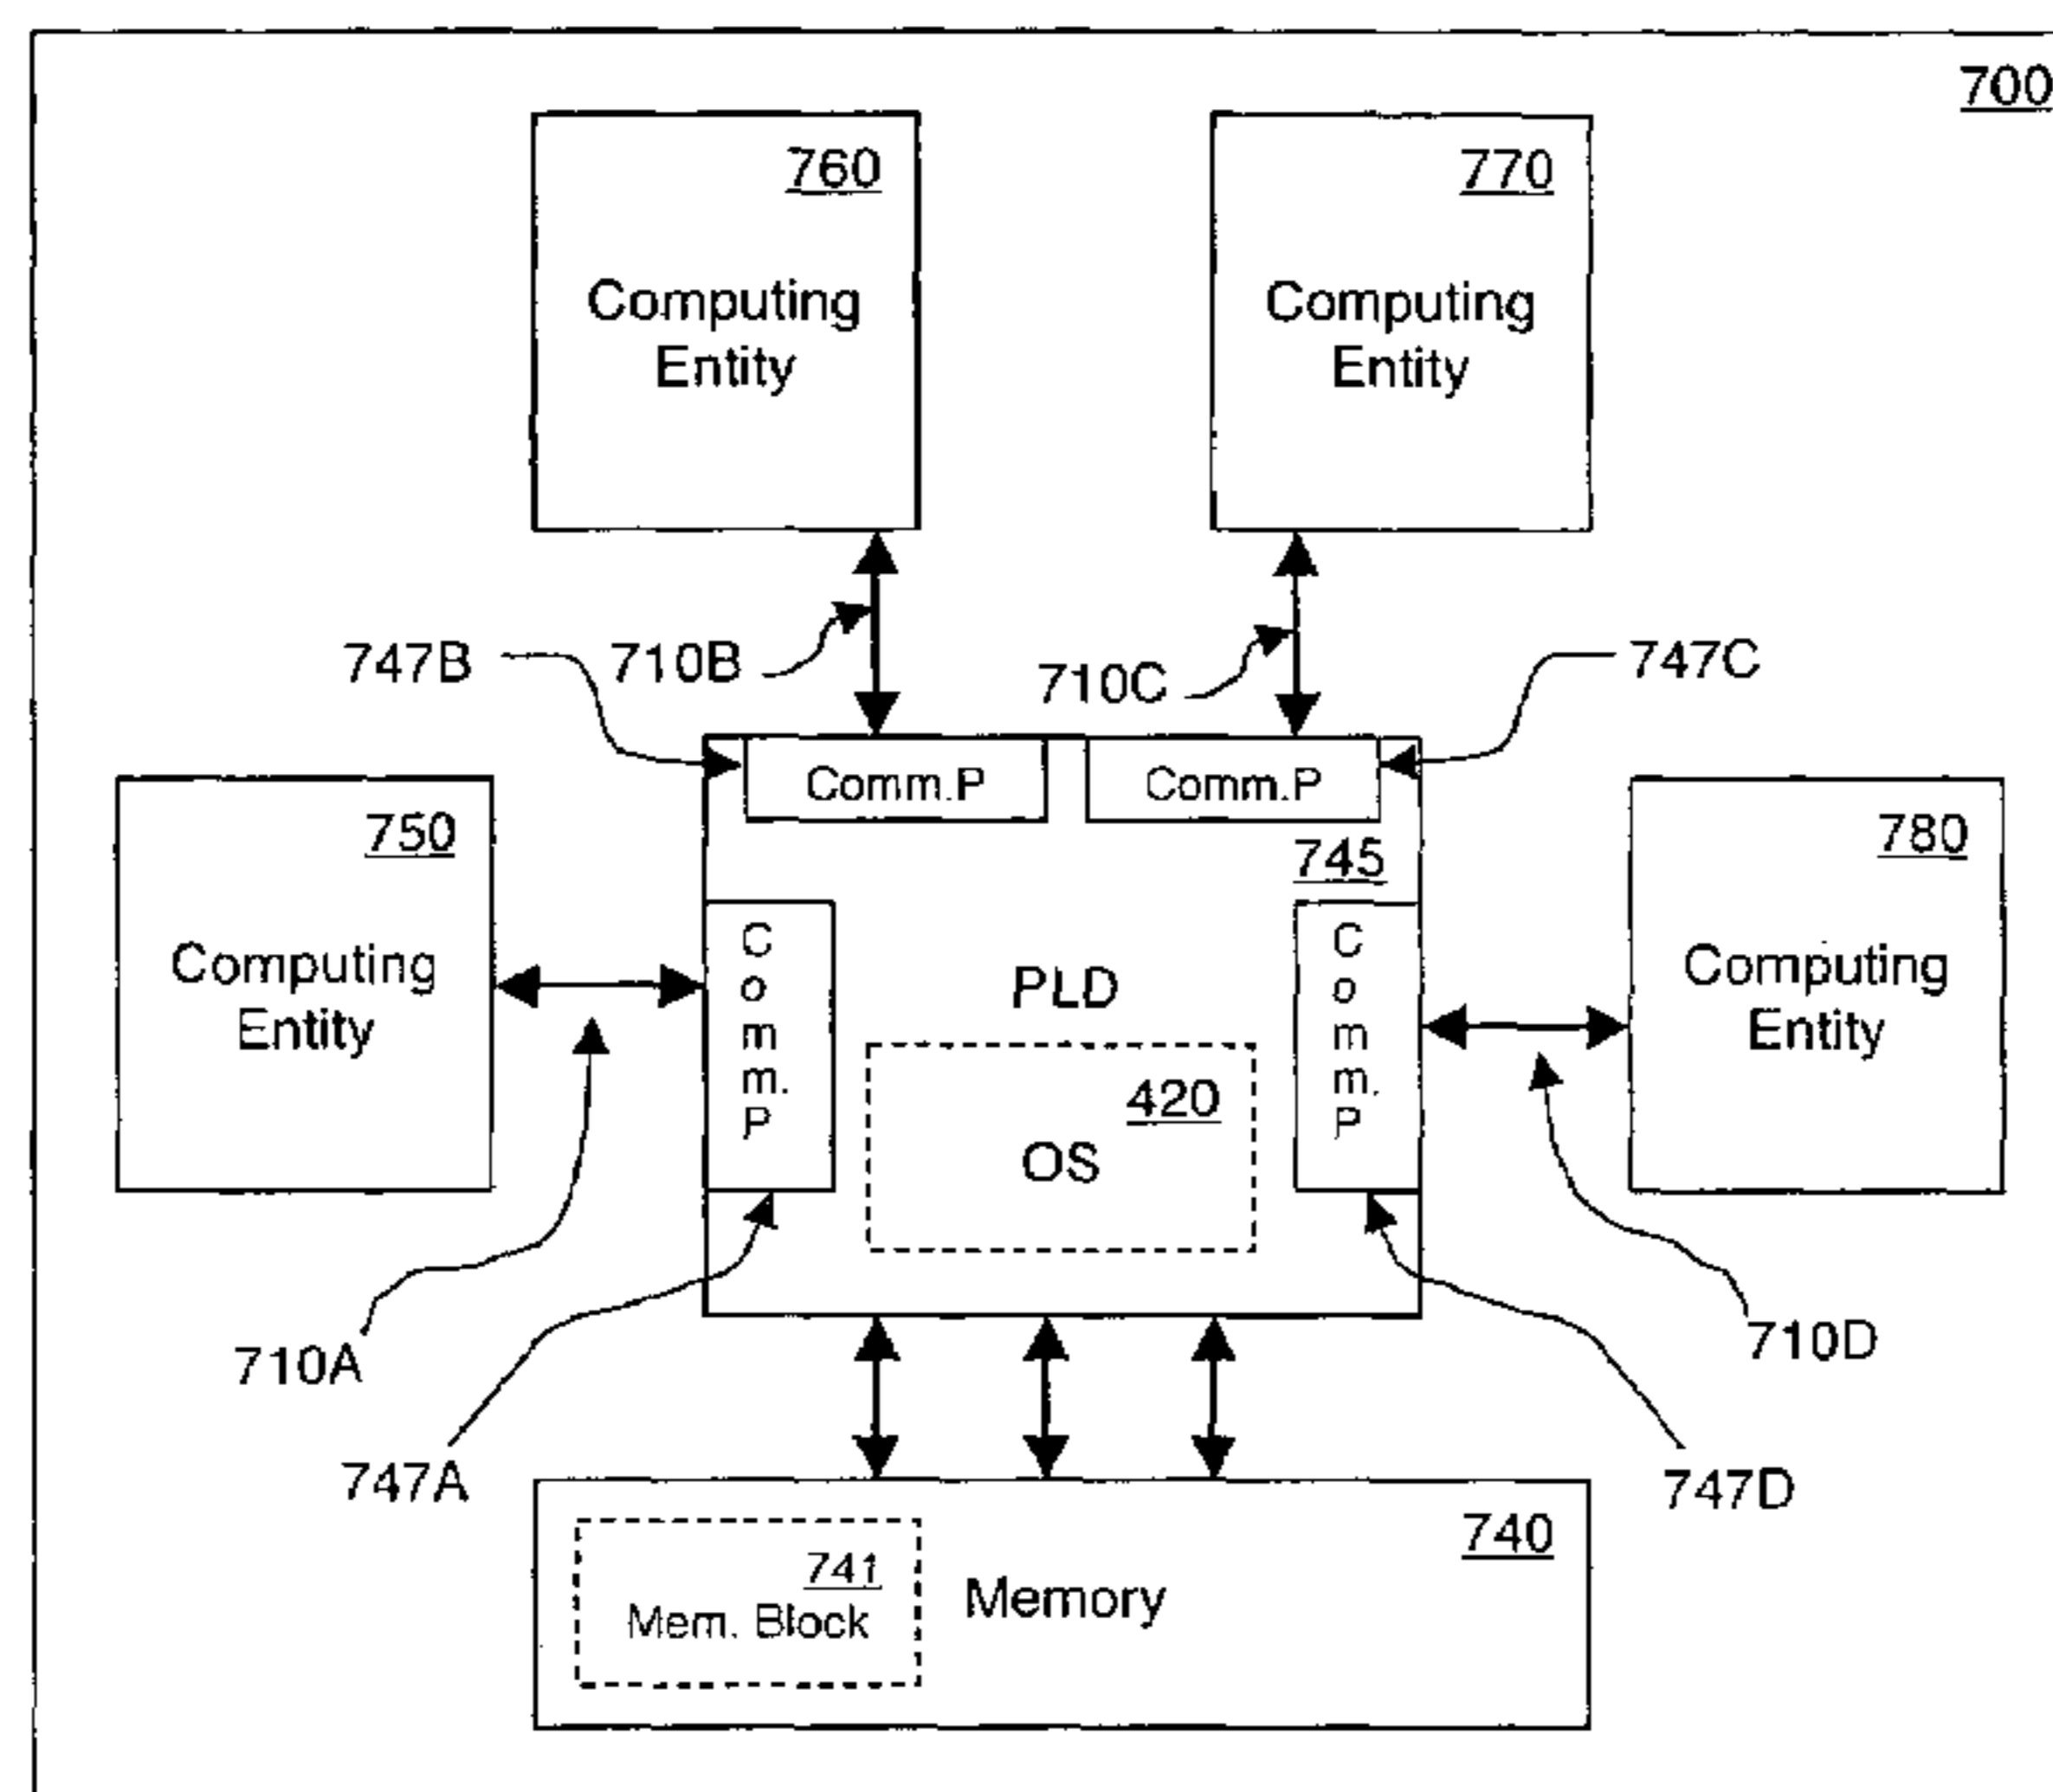 700
760
Computing
Entity
770
Computing
Entity
747B
710B
710C
747C
Comm.P
Comm.P
750
Computing
Entity
745
780
Computing
Entity
C
o
m
m.
P
PLD
C
o
m
m.
P
420
OS
710A
710D
747A
747D
740
741
Mem. Block
Memory